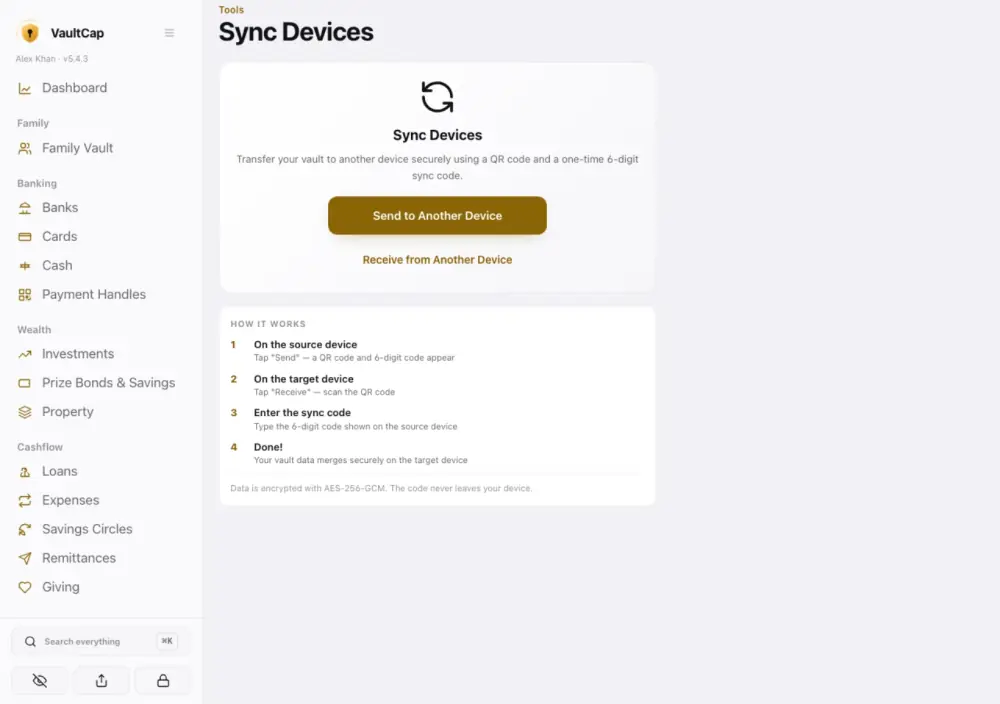 VaultCap
Alex Khan · v5.4.3
Dashboard
Family
Family Vault
Banking
Banks
Cards
Cash
Payment Handles
Wealth
Investments
Prize Bonds & Savings
Property
Cashflow
Loans
Expenses
Savings Circles
Remittances
Giving
Search everything
⌘K
Tools
Sync Devices
Sync Devices
Transfer your vault to another device securely using a QR code and a one-time 6-digit
sync code.
Send to Another Device
Receive from Another Device
HOW IT WORKS
1 On the source device
Tap "Send" — a QR code and 6-digit code appear
2 On the target device
Tap "Receive" — scan the QR code
3 Enter the sync code
Type the 6-digit code shown on the source device
4 Done!
Your vault data merges securely on the target device
Data is encrypted with AES-256-GCM. The code never leaves your device.